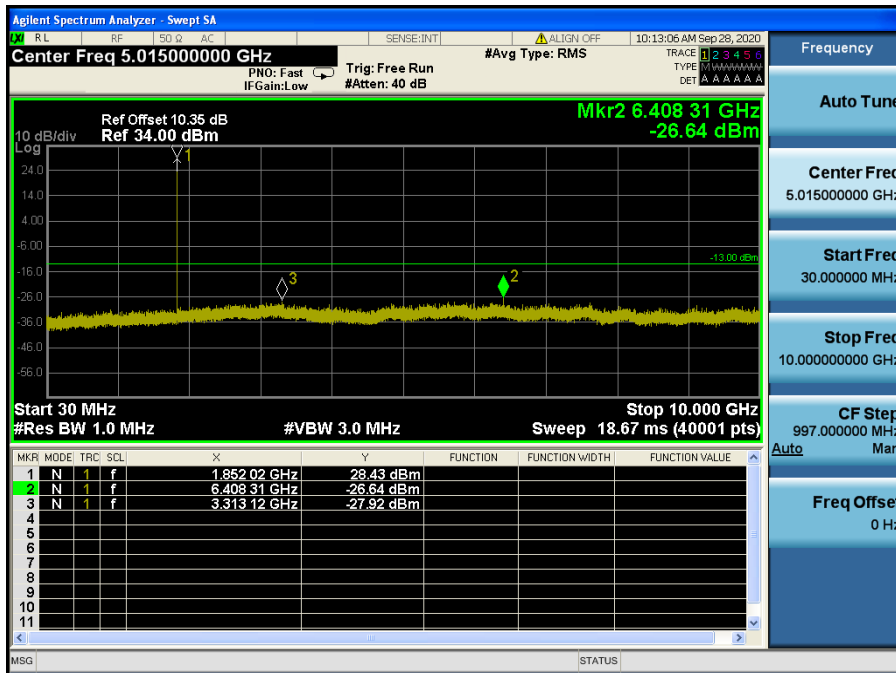 Agilent Spectrum Analyzer - Swept SA
LXI RL RF 50 Ω AC SENSE:INT ALIGN OFF 10:13:06 AM Sep 28, 2020
Center Freq 5.015000000 GHz #Avg Type: RMS TRACE 1 2 3 4 5 6
PNO: Fast Trig: Free Run TYPE M WWWWW
IFGain:Low #Atten: 40 dB DET A A A A A A
Mkr2 6.408 31 GHz
-26.64 dBm
Ref Offset 10.35 dB
10 dB/div Ref 34.00 dBm
Log
1
24.0
14.0
4.00
-6.00
-13.00 dBm
-16.0
3
2
-26.0
-36.0
-46.0
-56.0
Start 30 MHz Stop 10.000 GHz
#Res BW 1.0 MHz #VBW 3.0 MHz Sweep 18.67 ms (40001 pts)
MKR MODE TRC SCL X Y FUNCTION FUNCTION WIDTH FUNCTION VALUE
1 N 1 f 1.852 02 GHz 28.43 dBm
2 N 1 f 6.408 31 GHz -26.64 dBm
3 N 1 f 3.313 12 GHz -27.92 dBm
4
5
6
7
8
9
10
11
MSG STATUS
Frequency
Auto Tune
Center Freq
5.015000000 GHz
Start Freq
30.000000 MHz
Stop Freq
10.000000000 GHz
CF Step
997.000000 MHz
Auto Man
Freq Offset
0 Hz